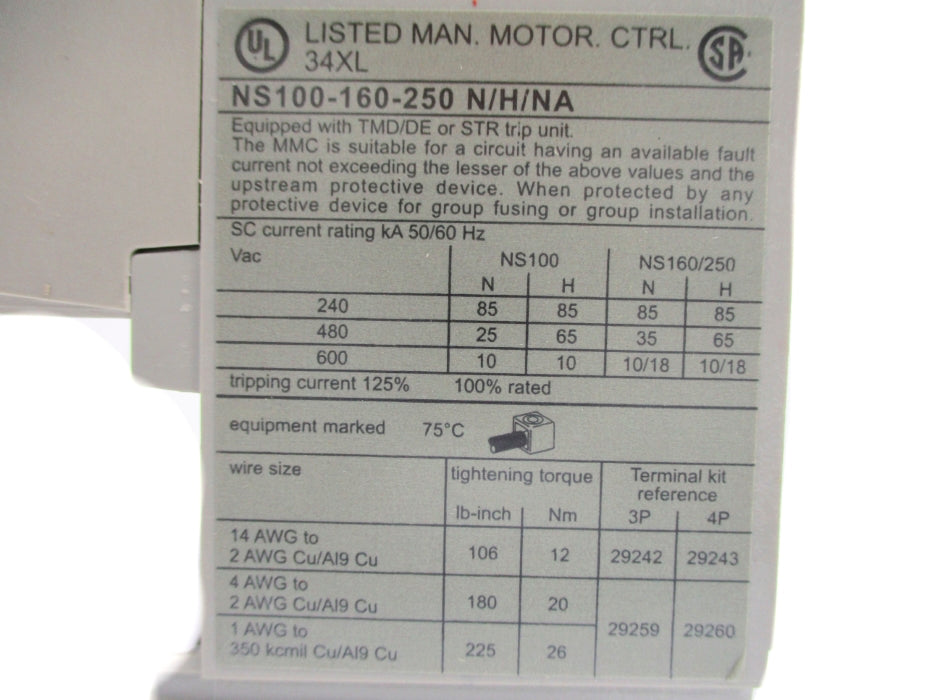 UL LISTED MAN. MOTOR. CTRL. SA
34XL
NS100-160-250 N/H/NA
Equipped with TMD/DE or STR trip unit.
The MMC is suitable for a circuit having an available fault
current not exceeding the lesser of the above values and the
upstream protective device. When protected by any
protective device for group fusing or group installation.
SC current rating kA 50/60 Hz
Vac NS100 NS160/250
N H N H
240 85 85 85 85
480 25 65 35 65
600 10 10 10/18 10/18
tripping current 125% 100% rated
equipment marked 75°C
wire size tightening torque Terminal kit
reference
lb-inch Nm 3P 4P
14 AWG to
2 AWG Cu/Al9 Cu 106 12 29242 29243
4 AWG to
2 AWG Cu/Al9 Cu 180 20
29259 29260
1 AWG to
350 kcmil Cu/Al9 Cu 225 26